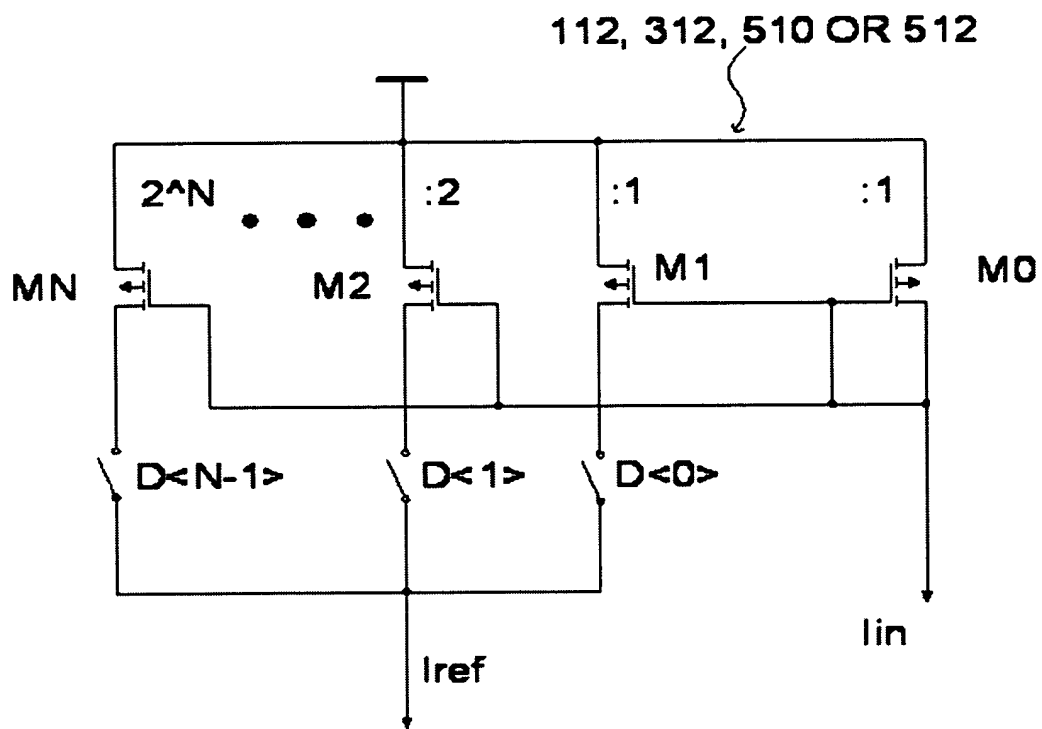 112, 312, 510 OR 512
2^N
:2
:1
:1
MN
M2
M1
M0
D<N-1>
D<1>
D<0>
Iref
Iin